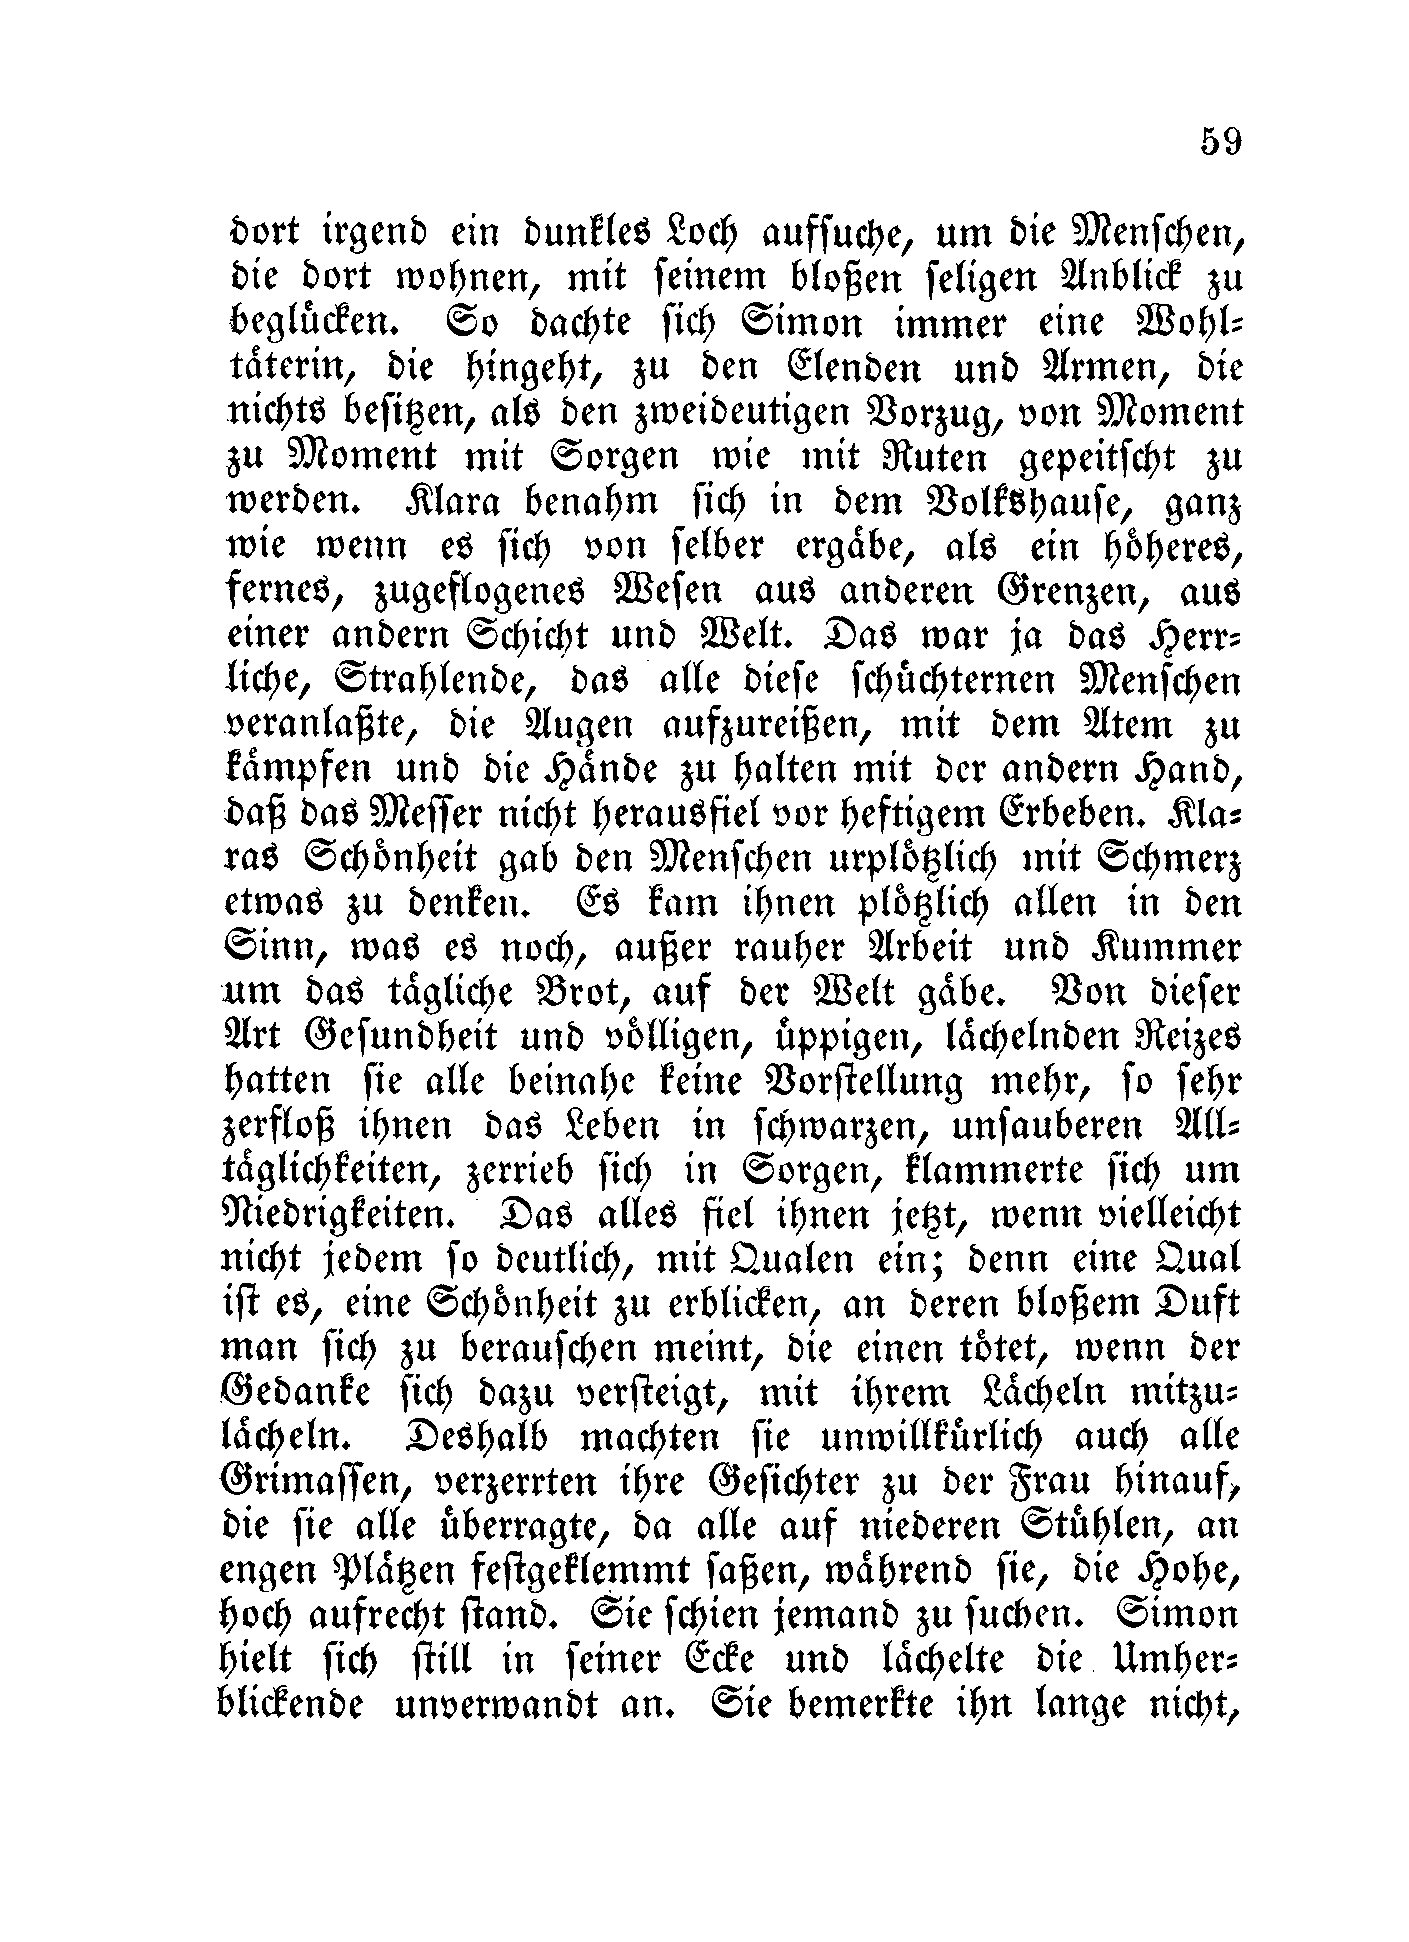 59
dort irgend ein dunkles Loch aufsuche, um die Menschen,
die dort wohnen, mit seinem bloßen seligen Anblick zu
beglücken. So dachte sich Simon immer eine Wohl-
täterin, die hingeht, zu den Elenden und Armen, die
nichts besitzen, als den zweideutigen Vorzug, von Moment
zu Moment mit Sorgen wie mit Ruten gepeitscht zu
werden. Klara benahm sich in dem Volkshause, ganz
wie wenn es sich von selber ergäbe, als ein höheres,
fernes, zugeflogenes Wesen aus anderen Grenzen, aus
einer andern Schicht und Welt. Das war ja das Herr-
liche, Strahlende, das alle diese schüchternen Menschen
veranlaßte, die Augen aufzureißen, mit dem Atem zu
kämpfen und die Hände zu halten mit der andern Hand,
daß das Messer nicht herausfiel vor heftigem Erbeben. Kla-
ras Schönheit gab den Menschen urplötzlich mit Schmerz
etwas zu denken. Es kam ihnen plötzlich allen in den
Sinn, was es noch, außer rauher Arbeit und Kummer
um das tägliche Brot, auf der Welt gäbe. Von dieser
Art Gesundheit und völligen, üppigen, lächelnden Reizes
hatten sie alle beinahe keine Vorstellung mehr, so sehr
zerfloß ihnen das Leben in schwarzen, unsauberen All-
täglichkeiten, zerrieb sich in Sorgen, klammerte sich um
Niedrigkeiten. Das alles fiel ihnen jetzt, wenn vielleicht
nicht jedem so deutlich, mit Qualen ein; denn eine Qual
ist es, eine Schönheit zu erblicken, an deren bloßem Duft
man sich zu berauschen meint, die einen tötet, wenn der
Gedanke sich dazu versteigt, mit ihrem Lächeln mitzu-
lächeln. Deshalb machten sie unwillkürlich auch alle
Grimassen, verzerrten ihre Gesichter zu der Frau hinauf,
die sie alle überragte, da alle auf niederen Stühlen, an
engen Plätzen festgeklemmt saßen, während sie, die Hohe,
hoch aufrecht stand. Sie schien jemand zu suchen. Simon
hielt sich still in seiner Ecke und lächelte die Umher-
blickende unverwandt an. Sie bemerkte ihn lange nicht,